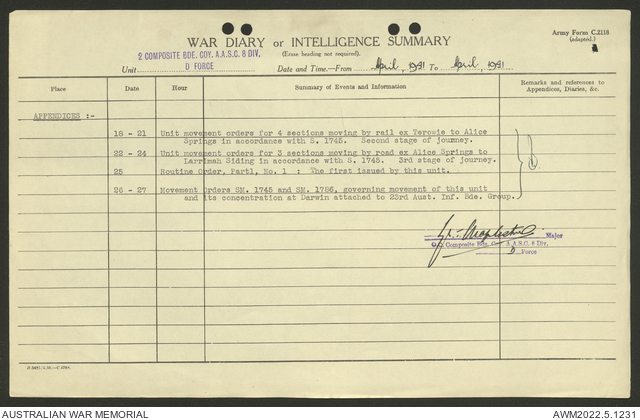 Army Form C.2118
(adapted.)
WAR DIARY or INTELLIGENCE SUMMARY
(Erase heading not required).
2 COMPOSITE BDE. COY. A.A.S.C. 8 DIV.
Unit D FORCE Date and Time.—From April, 1941 To April, 1941
Place Date Hour Summary of Events and Information Remarks and references to Appendices, Diaries, &c.
APPENDICES :-
18 - 21 Unit movement orders for 4 sections moving by rail ex Terowie to Alice
Springs in accordance with S. 1745. Second stage of journey.
22 - 24 Unit movement orders for 3 sections moving by road ex Alice Springs to
Larrimah Siding in accordance with S. 1745. 3rd stage of journey.
25 Routine Order, Part1, No. 1 : The first issued by this unit.
26 - 27 Movement Orders SM. 1745 and SM. 1786, governing movement of this unit
and its concentration at Darwin attached to 23rd Aust. Inf. Bde. Group.
Major
O.C. Composite Bde. Coy. A.A.S.C. 8 Div.
D Force
AUSTRALIAN WAR MEMORIAL
AWM2022.5.1231